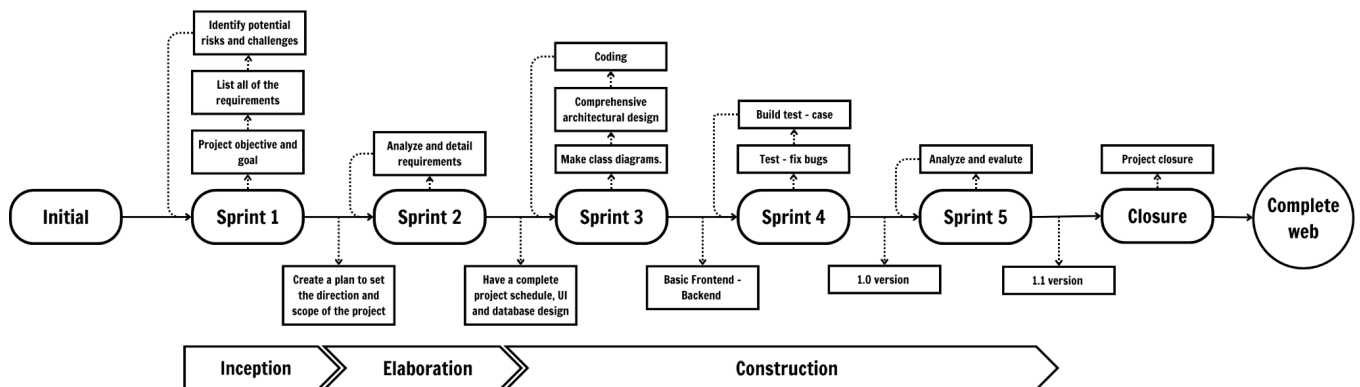 Identify potential
risks and challenges
List all of the
requirements
Project objective and
goal
Analyze and detail
requirements
Coding
Comprehensive
architectural design
Make class diagrams.
Build test - case
Test - fix bugs
Analyze and evalute
Project closure
Initial
Sprint 1
Sprint 2
Sprint 3
Sprint 4
Sprint 5
Closure
Complete
web
Create a plan to set
the direction and
scope of the project
Have a complete
project schedule, UI
and database design
Basic Frontend -
Backend
1.0 version
1.1 version
Inception
Elaboration
Construction